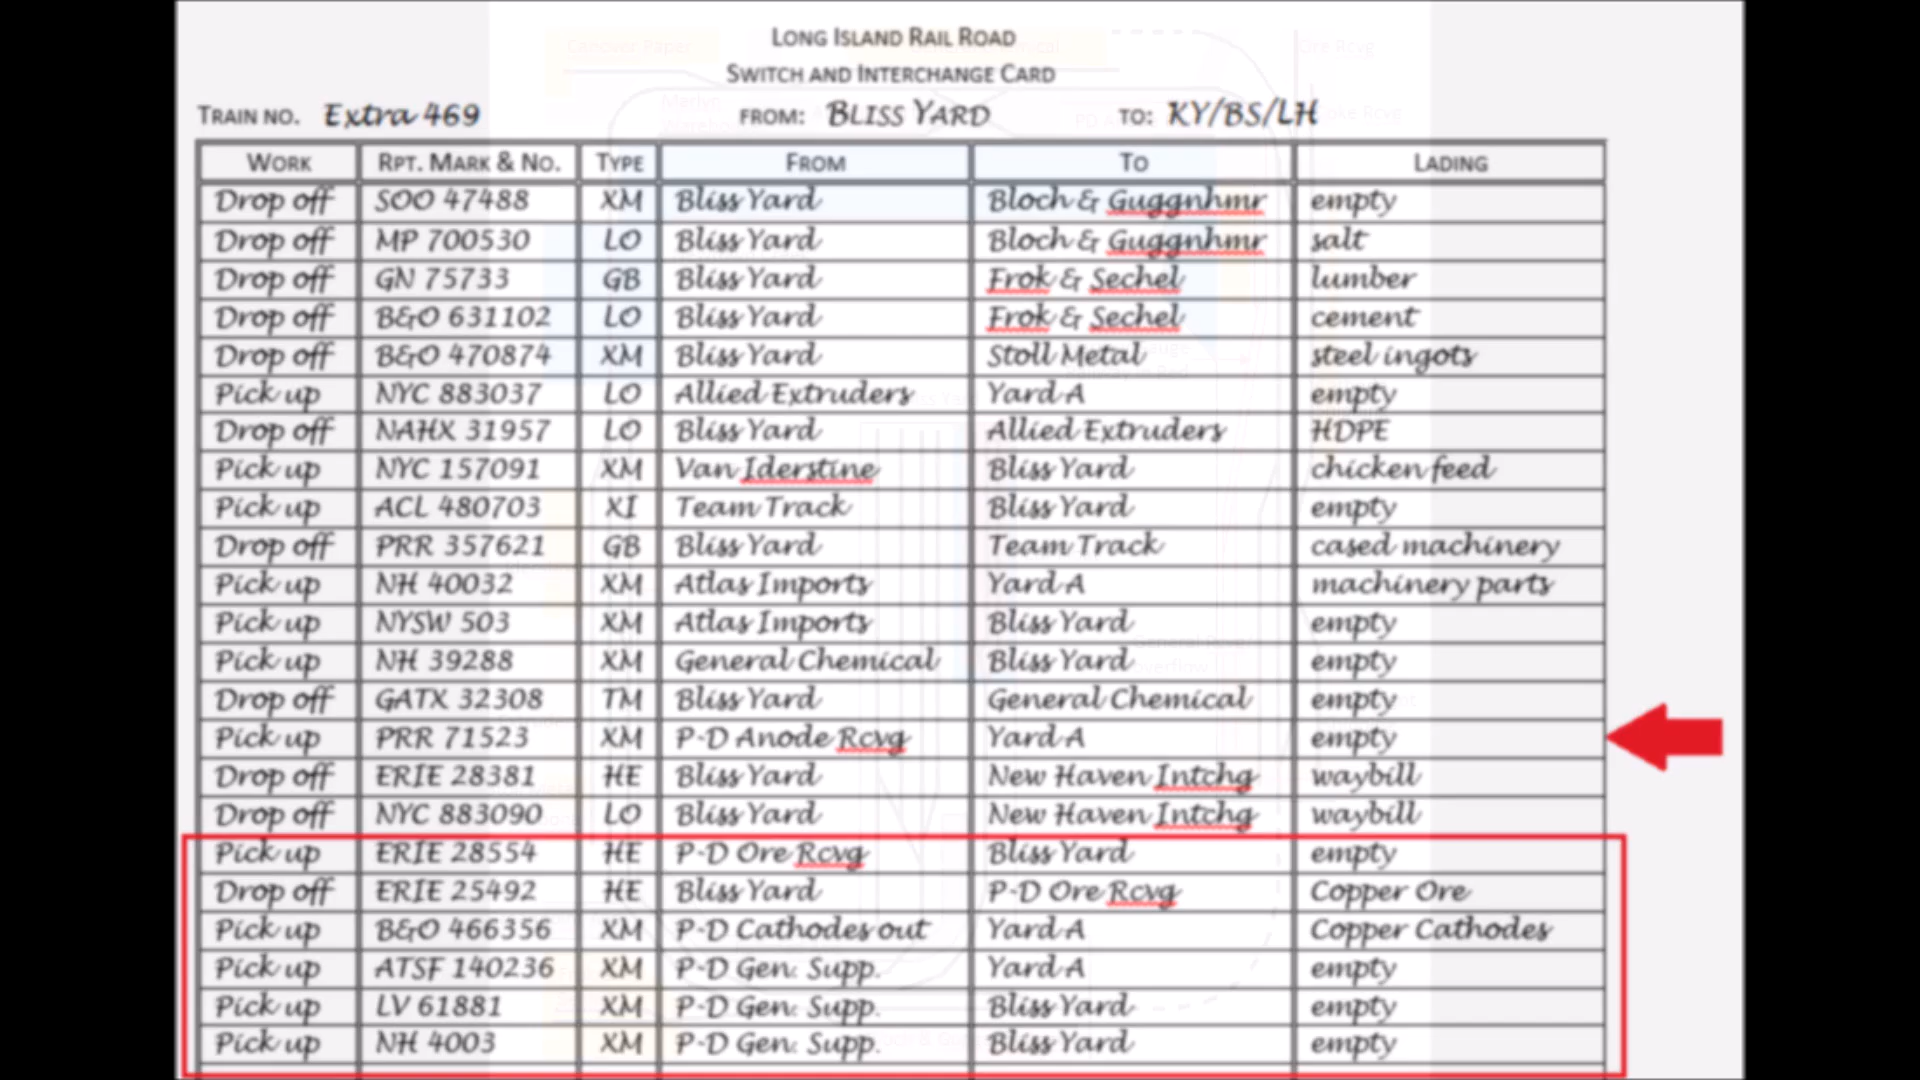 LONG ISLAND RAIL ROAD
SWITCH AND INTERCHANGE CARD
TRAIN NO. Extra 469 FROM: BLISS YARD TO: KY/BS/LH
WORK RPT. MARK & NO. TYPE FROM TO LADING
Drop off SOO 47488 XM Bliss Yard Bloch & Guggnhmr empty
Drop off MP 700530 LO Bliss Yard Bloch & Guggnhmr salt
Drop off GN 75733 GB Bliss Yard Frok & Sechel lumber
Drop off B&O 631102 LO Bliss Yard Frok & Sechel cement
Drop off B&O 470874 XM Bliss Yard Stoll Metal steel ingots
Pick up NYC 883037 LO Allied Extruders Yard A empty
Drop off NAHX 31957 LO Bliss Yard Allied Extruders HDPE
Pick up NYC 157091 XM Van Iderstine Bliss Yard chicken feed
Pick up ACL 480703 XI Team Track Bliss Yard empty
Drop off PRR 357621 GB Bliss Yard Team Track cased machinery
Pick up NH 40032 XM Atlas Imports Yard A machinery parts
Pick up NYSW 503 XM Atlas Imports Bliss Yard empty
Pick up NH 39288 XM General Chemical Bliss Yard empty
Drop off GATX 32308 TM Bliss Yard General Chemical empty
Pick up PRR 71523 XM P-D Anode Rcvg Yard A empty
Drop off ERIE 28381 HE Bliss Yard New Haven Intchg waybill
Drop off NYC 883090 LO Bliss Yard New Haven Intchg waybill
Pick up ERIE 28554 HE P-D Ore Rcvg Bliss Yard empty
Drop off ERIE 25492 HE Bliss Yard P-D Ore Rcvg Copper Ore
Pick up B&O 466356 XM P-D Cathodes out Yard A Copper Cathodes
Pick up ATSF 140236 XM P-D Gen. Supp. Yard A empty
Pick up LV 61881 XM P-D Gen. Supp. Bliss Yard empty
Pick up NH 4003 XM P-D Gen. Supp. Bliss Yard empty